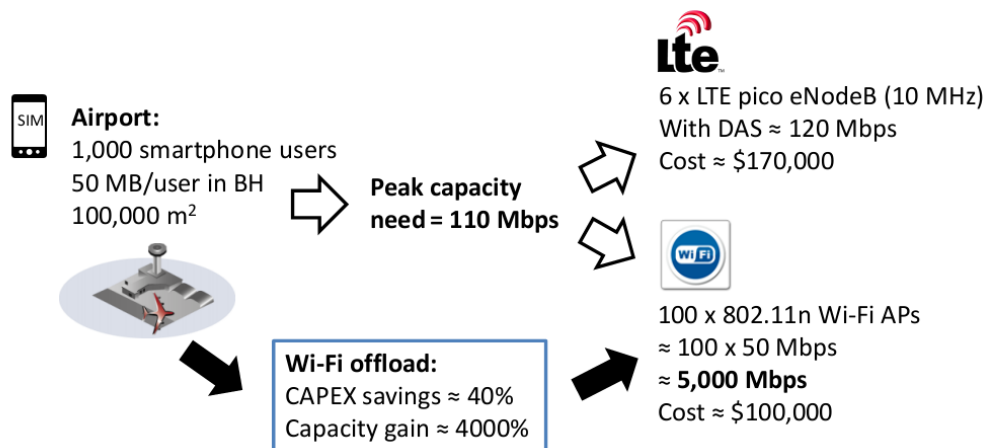 SIM
Airport:
1,000 smartphone users
50 MB/user in BH
100,000 m²
Peak capacity
need = 110 Mbps
Lte™
6 x LTE pico eNodeB (10 MHz)
With DAS ≈ 120 Mbps
Cost ≈ $170,000
Wi Fi
100 x 802.11n Wi-Fi APs
≈ 100 x 50 Mbps
≈ 5,000 Mbps
Cost ≈ $100,000
Wi-Fi offload:
CAPEX savings ≈ 40%
Capacity gain ≈ 4000%